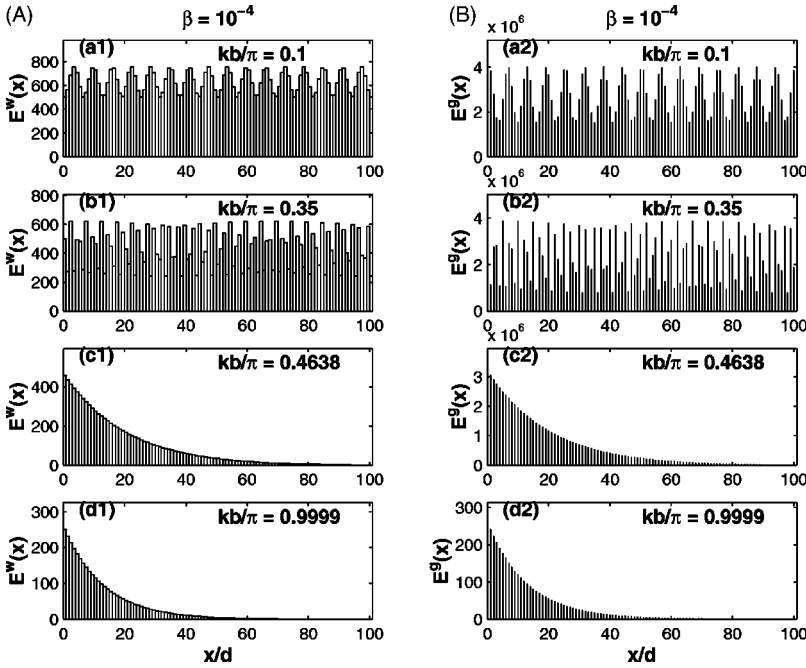 (A)
β = 10⁻⁴
(a1)
kb/π = 0.1
E^w(x)
800
600
400
200
0
0 20 40 60 80 100
(b1)
kb/π = 0.35
E^w(x)
800
600
400
200
0
0 20 40 60 80 100
(c1)
kb/π = 0.4638
E^w(x)
400
200
0
0 20 40 60 80 100
(d1)
kb/π = 0.9999
E^w(x)
300
200
100
0
0 20 40 60 80 100
x/d
(B)
β = 10⁻⁴
x 10⁶
(a2)
kb/π = 0.1
E^g(x)
4
2
0
0 20 40 60 80 100
x 10⁶
(b2)
kb/π = 0.35
E^g(x)
4
2
0
0 20 40 60 80 100
x 10⁶
(c2)
kb/π = 0.4638
E^g(x)
3
2
1
0
0 20 40 60 80 100
(d2)
kb/π = 0.9999
E^g(x)
300
200
100
0
0 20 40 60 80 100
x/d